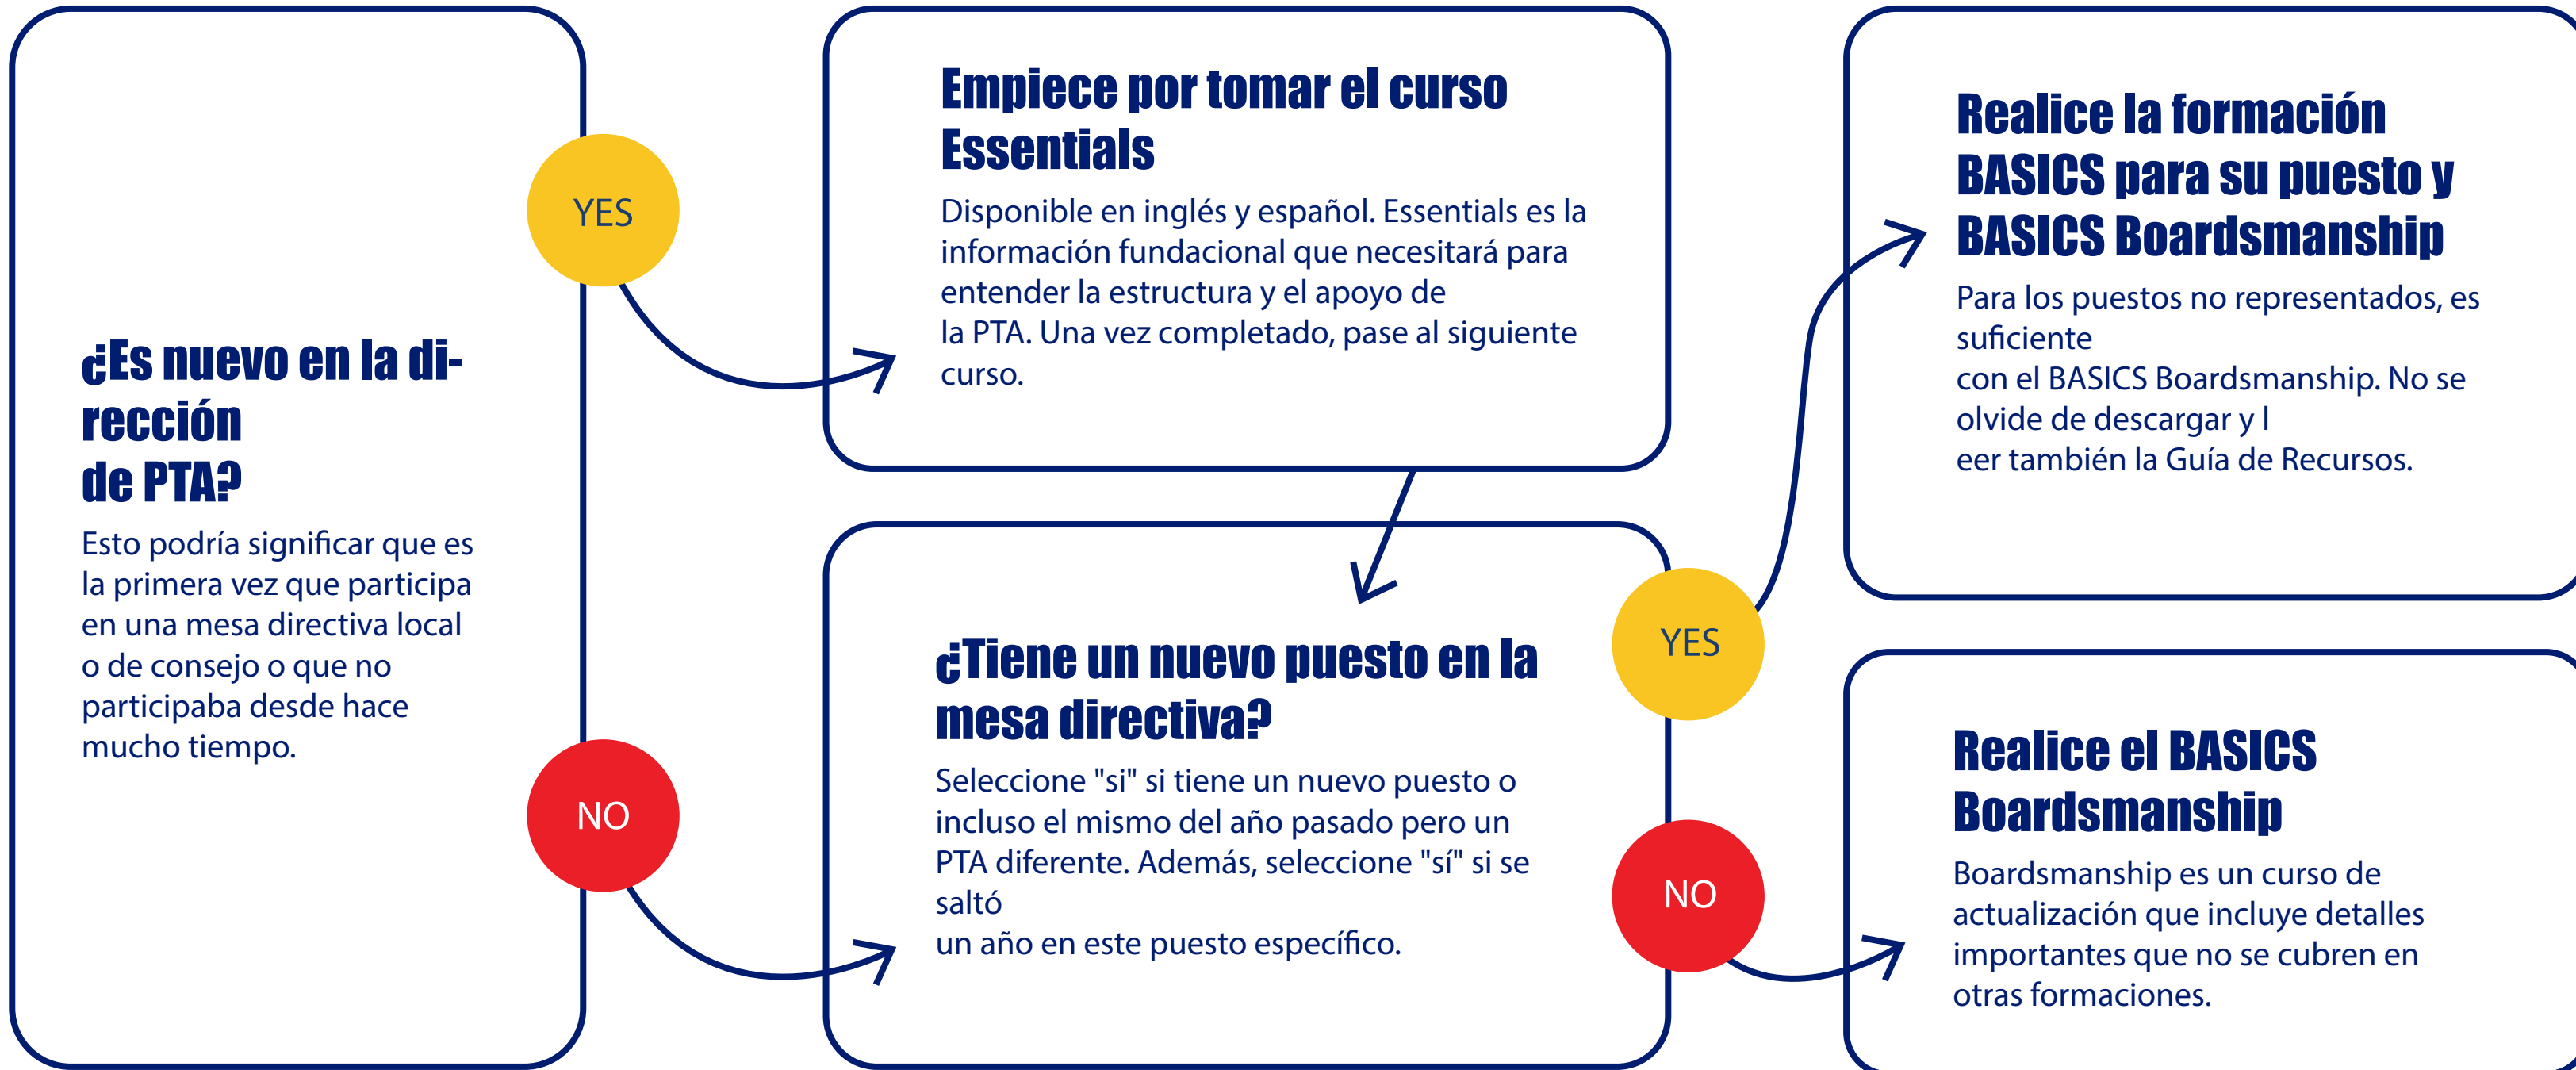 ¿Es nuevo en la di-
rección
de PTA?
Esto podría significar que es
la primera vez que participa
en una mesa directiva local
o de consejo o que no
participaba desde hace
mucho tiempo.
YES
NO
Empiece por tomar el curso
Essentials
Disponible en inglés y español. Essentials es la
información fundacional que necesitará para
entender la estructura y el apoyo de
la PTA. Una vez completado, pase al siguiente
curso.
¿Tiene un nuevo puesto en la
mesa directiva?
Seleccione "si" si tiene un nuevo puesto o
incluso el mismo del año pasado pero un
PTA diferente. Además, seleccione "sí" si se
saltó
un año en este puesto específico.
YES
NO
Realice la formación
BASICS para su puesto y
BASICS Boardsmanship
Para los puestos no representados, es
suficiente
con el BASICS Boardsmanship. No se
olvide de descargar y l
eer también la Guía de Recursos.
Realice el BASICS
Boardsmanship
Boardsmanship es un curso de
actualización que incluye detalles
importantes que no se cubren en
otras formaciones.